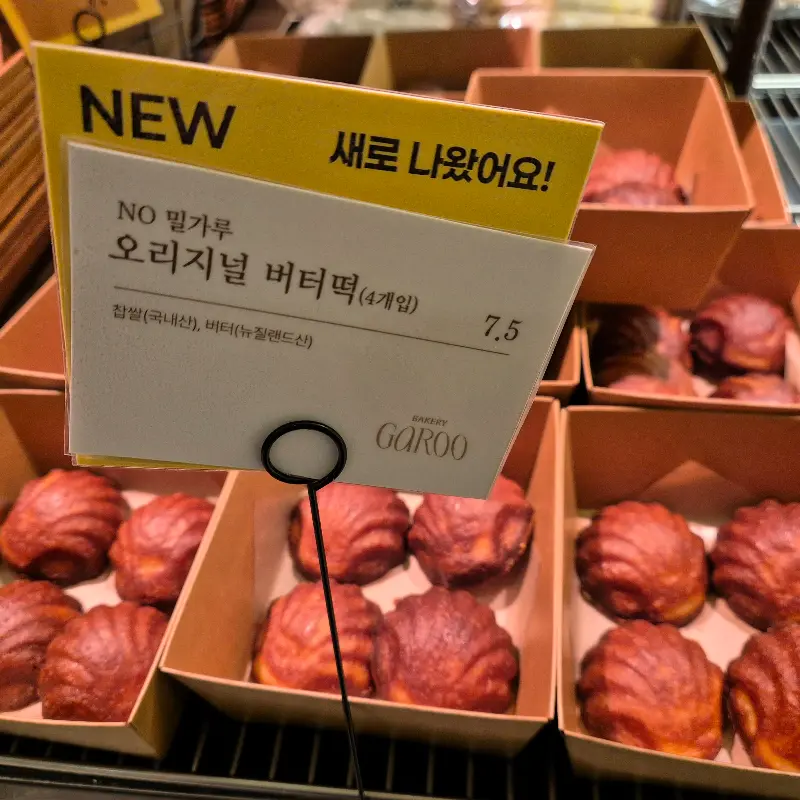 NEW
새로 나왔어요!
NO 밀가루
오리지널 버터떡(4개입)
7.5
찹쌀(국내산), 버터(뉴질랜드산)
BAKERY
GaROO